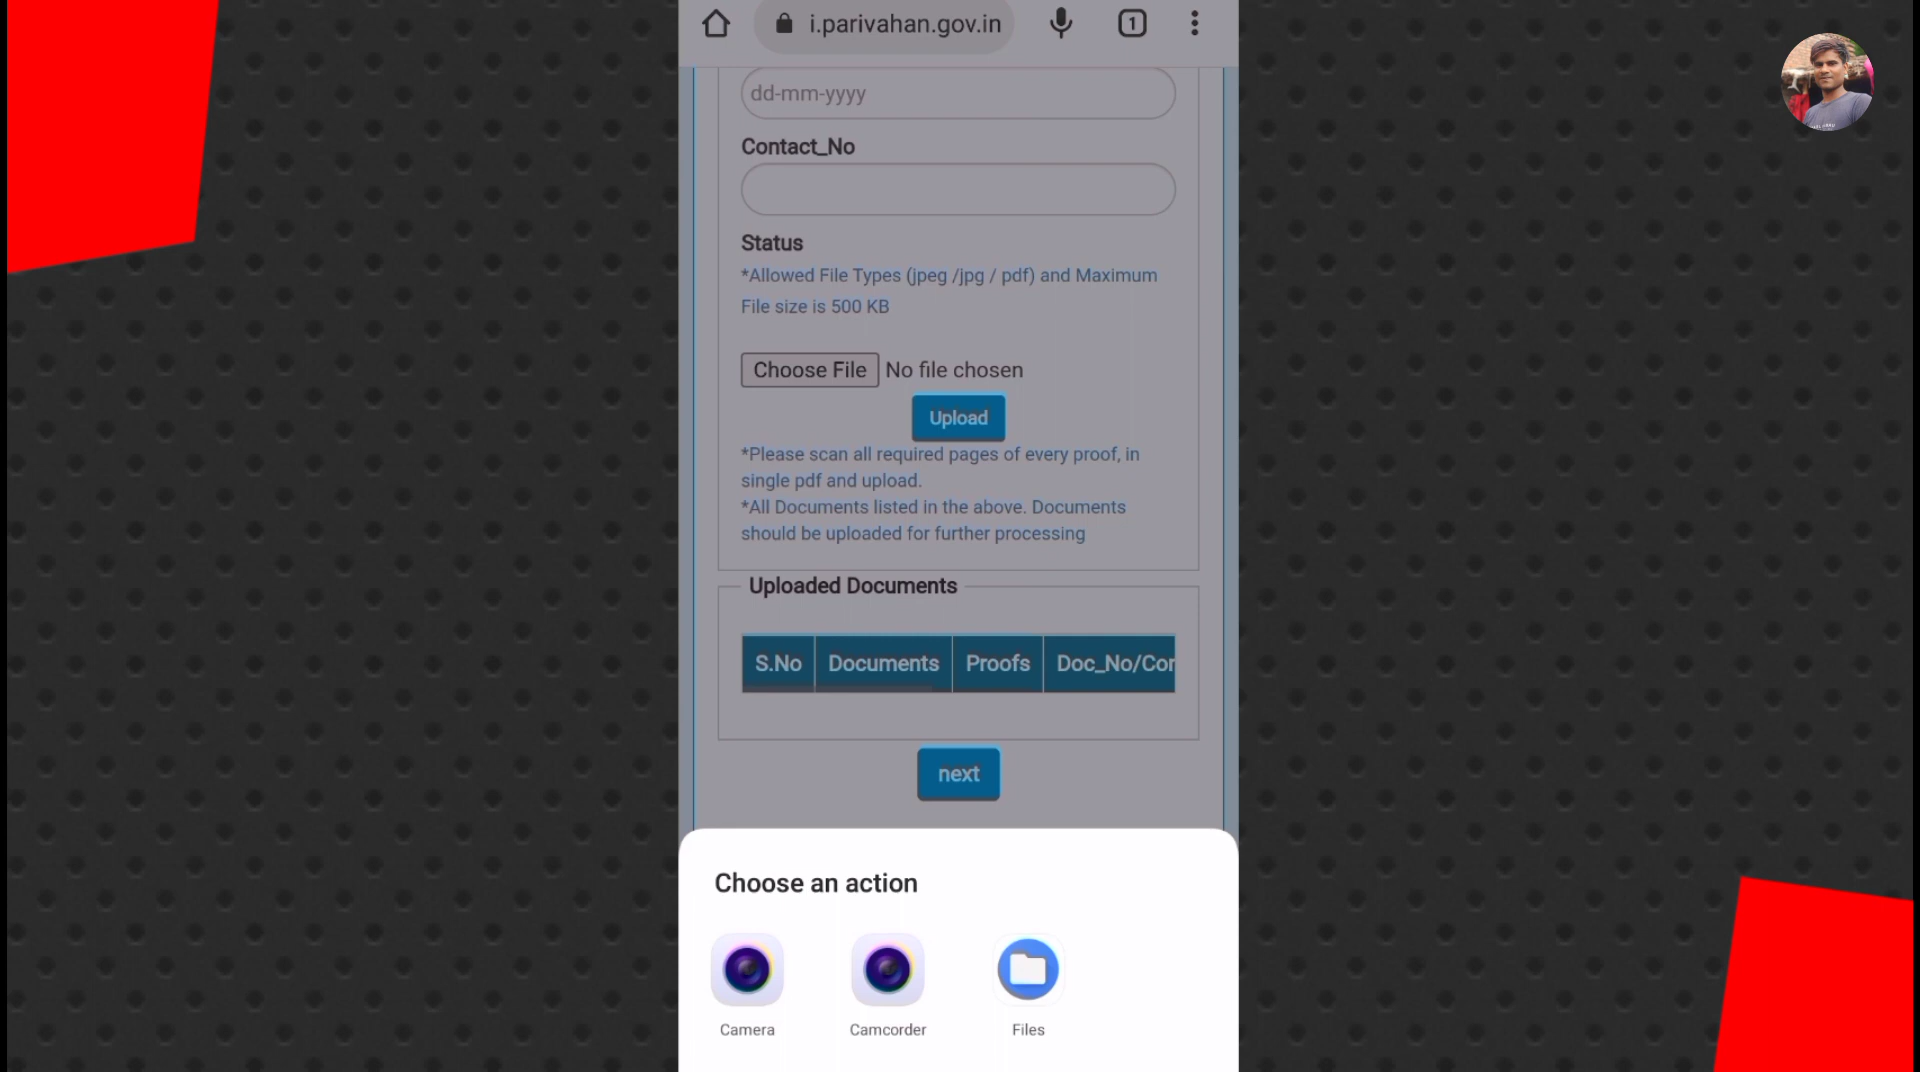 1
i.parivahan.gov.in
dd-mm-yyyy
Contact_No
Status
*Allowed File Types (jpeg /jpg / pdf) and Maximum
File size is 500 KB
Choose File No file chosen
Upload
*Please scan all required pages of every proof, in
single pdf and upload.
*All Documents listed in the above. Documents
should be uploaded for further processing
Uploaded Documents
S.No Documents Proofs Doc_No/Cor
next
Choose an action
Camera Camcorder Files